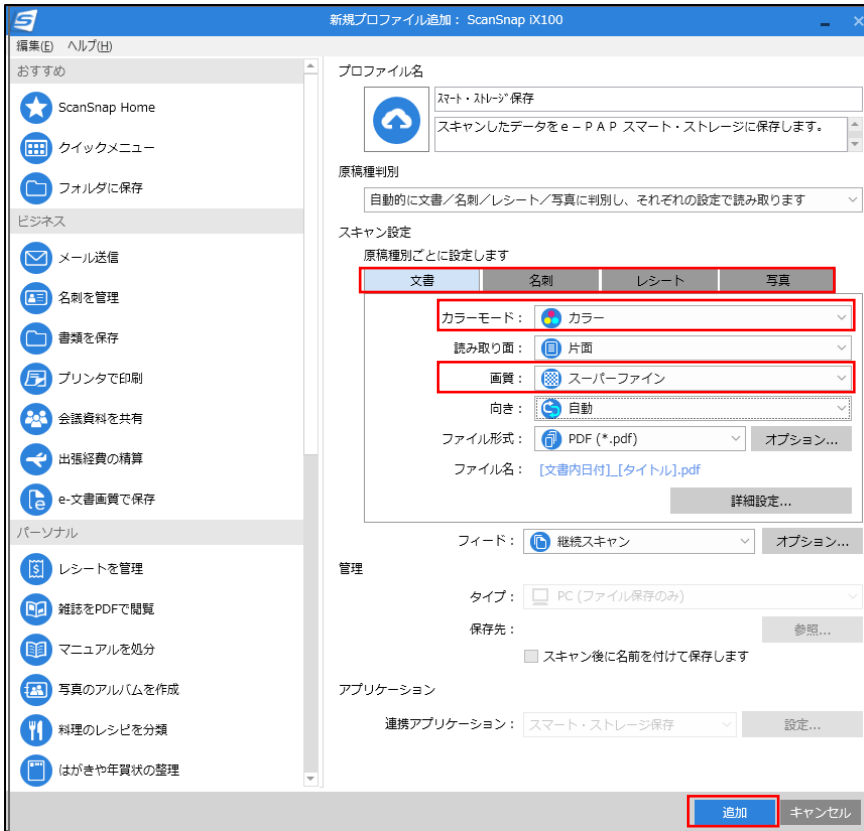 新規プロファイル追加： ScanSnap iX100
編集(E) ヘルプ(H)
おすすめ
ScanSnap Home
クイックメニュー
フォルダに保存
ビジネス
メール送信
名刺を管理
書類を保存
プリンタで印刷
会議資料を共有
出張経費の精算
e-文書画質で保存
パーソナル
レシートを管理
雑誌をPDFで閲覧
マニュアルを処分
写真のアルバムを作成
料理のレシピを分類
はがきや年賀状の整理
プロファイル名
ｽﾏｰﾄ・ｽﾄﾚｰｼﾞ保存
スキャンしたデータをｅ－ＰＡＰ スマート・ストレージに保存します。
原稿種判別
自動的に文書／名刺／レシート／写真に判別し、それぞれの設定で読み取ります
スキャン設定
原稿種別ごとに設定します
文書 名刺 レシート 写真
カラーモード： カラー
読み取り面： 片面
画質： スーパーファイン
向き： 自動
ファイル形式： PDF (*.pdf) オプション...
ファイル名： [文書内日付]_[タイトル].pdf
詳細設定...
フィード： 継続スキャン オプション...
管理
タイプ： PC (ファイル保存のみ)
保存先： 参照...
スキャン後に名前を付けて保存します
アプリケーション
連携アプリケーション： スマート・ストレージ保存 設定...
追加 キャンセル